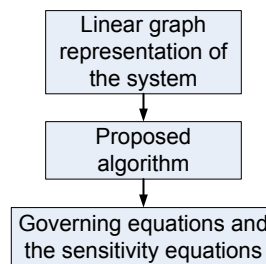 Linear graph
representation of
the system
Proposed
algorithm
Governing equations and
the sensitivity equations